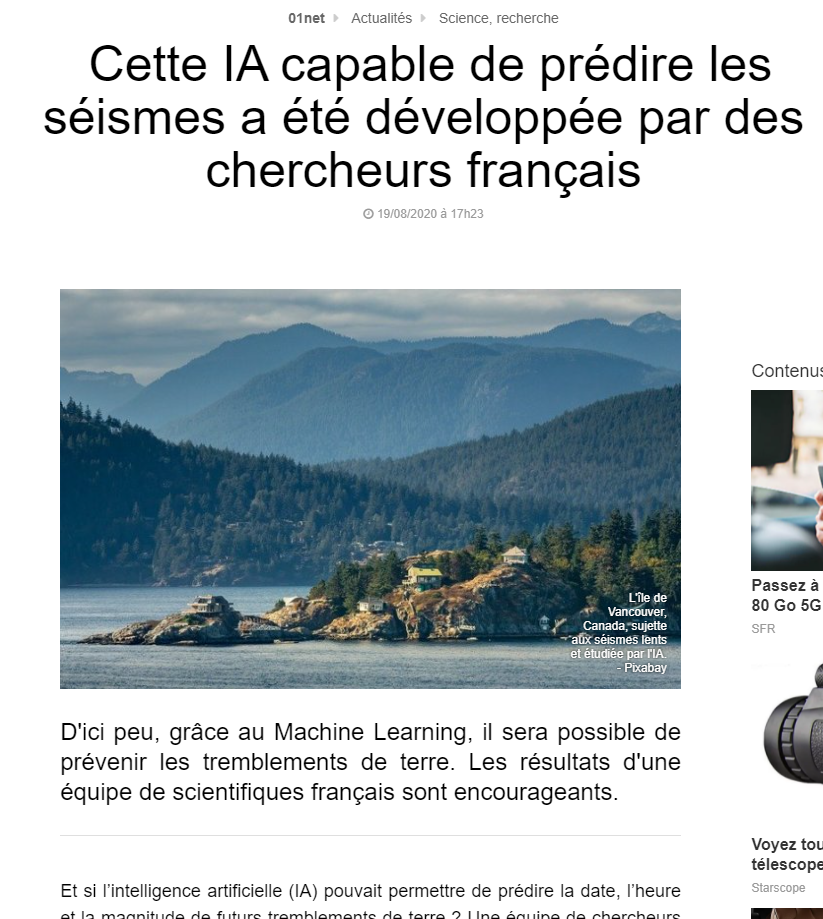 01net Actualités Science, recherche
Cette IA capable de prédire les
séismes a été développée par des
chercheurs français
19/08/2020 à 17h23
L'île de
Vancouver,
Canada, sujette
aux séismes lents
et étudiée par l'IA.
- Pixabay
D'ici peu, grâce au Machine Learning, il sera possible de
prévenir les tremblements de terre. Les résultats d'une
équipe de scientifiques français sont encourageants.
Et si l’intelligence artificielle (IA) pouvait permettre de prédire la date, l’heure
et la magnitude de futurs tremblements de terre ? Une équipe de chercheurs
Contenus
Passez à
80 Go 5G
SFR
Voyez tou
télescope
Starscope